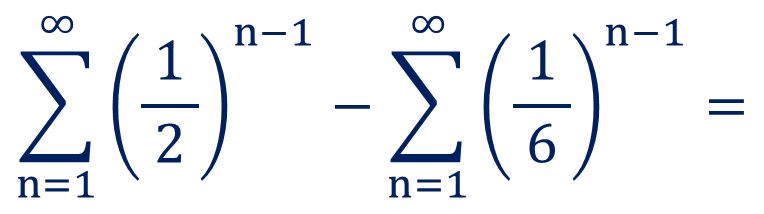 ∑_{n=1}^{∞} (1/2)^{n−1} − ∑_{n=1}^{∞} (1/6)^{n−1} =